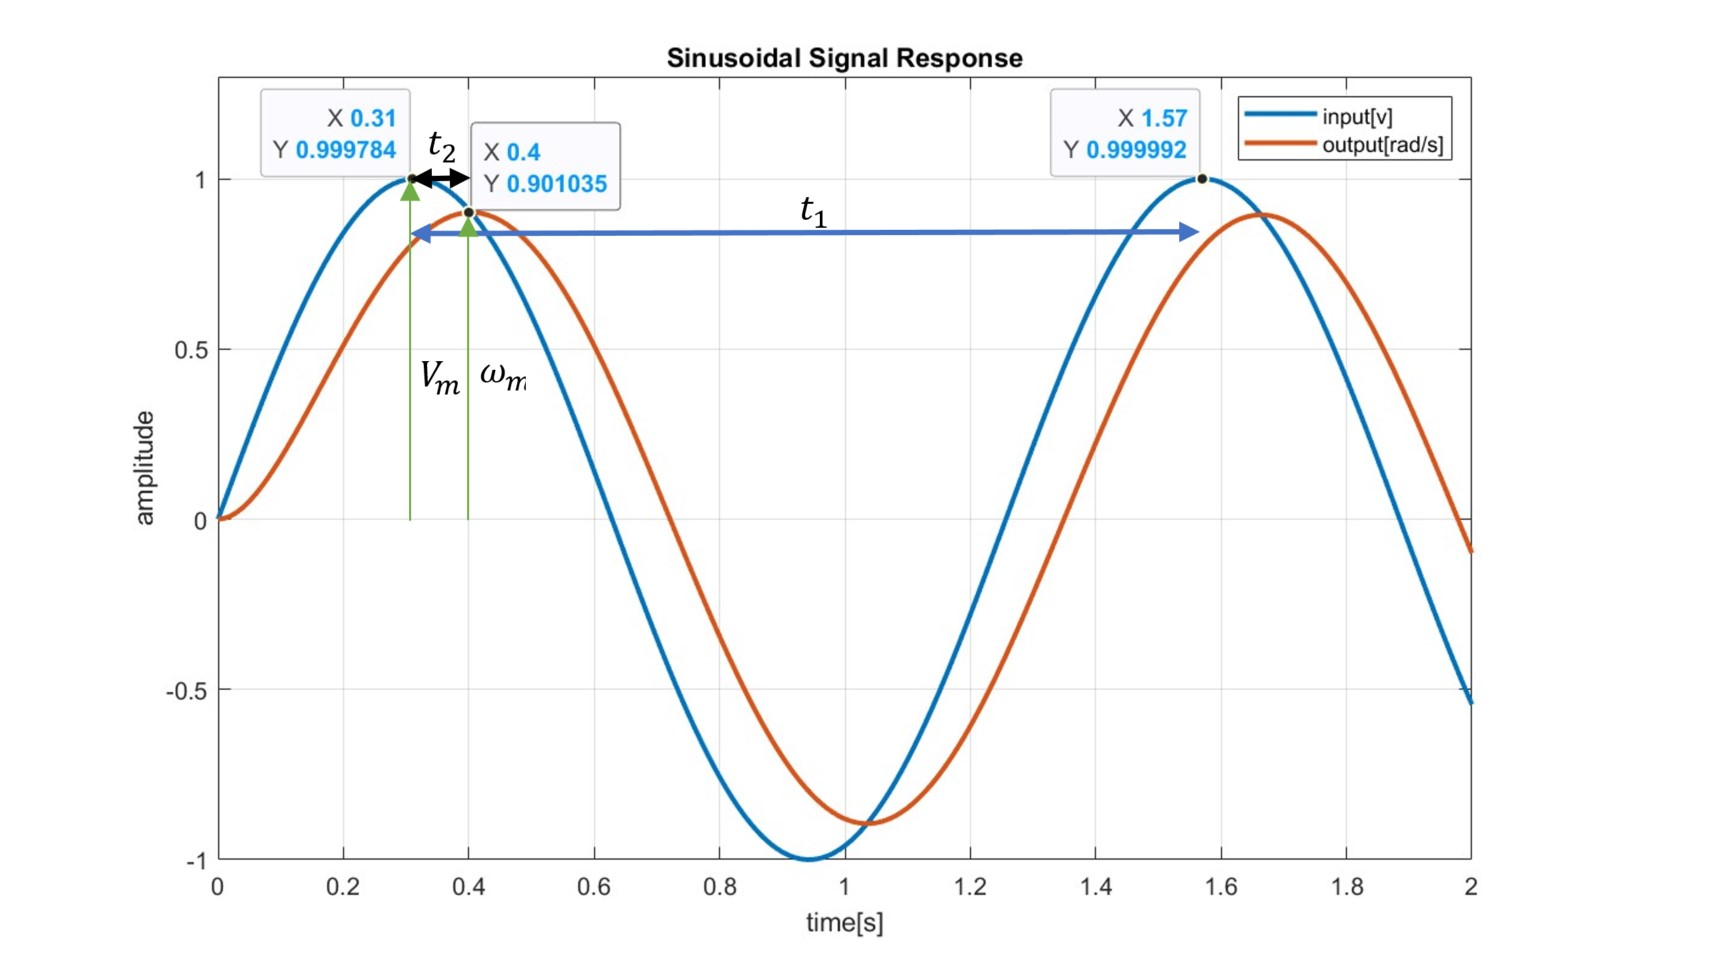 Sinusoidal Signal Response
X 0.31
Y 0.999784
t₂
X 0.4
Y 0.901035
X 1.57
Y 0.999992
input[v]
output[rad/s]
t₁
Vₘ
ωₘ
1
0.5
0
-0.5
-1
amplitude
0
0.2
0.4
0.6
0.8
1
1.2
1.4
1.6
1.8
2
time[s]